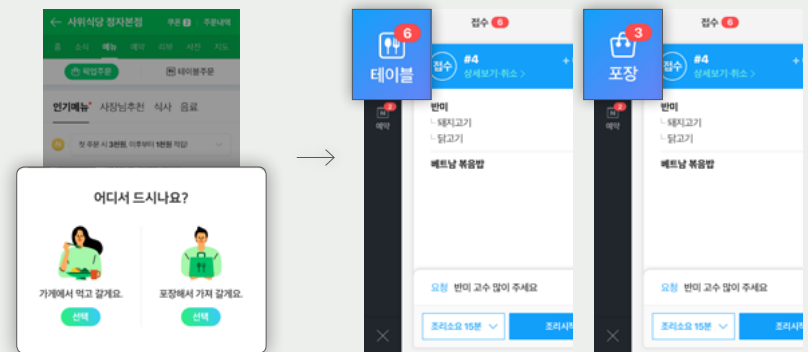 사위식당 정자본점
쿠폰 8 주문내역
홈 소식 메뉴 예약 리뷰 사진 지도
픽업주문
테이블주문
인기메뉴 사장님추천 식사 음료
첫 주문 시 3천원, 이후부터 1천원 적립!
어디서 드시나요?
가게에서 먹고 갈게요.
선택
포장해서 가져 갈게요.
선택
6
테이블
2
예약
접수 6
접수
#4
상세보기·취소 >
반미
돼지고기
닭고기
베트남 볶음밥
요청 반미 고수 많이 주세요
조리소요 15분
조리시작
3
포장
2
예약
접수 6
접수
#4
상세보기·취소 >
반미
돼지고기
닭고기
베트남 볶음밥
요청 반미 고수 많이 주세요
조리소요 15분
조리시